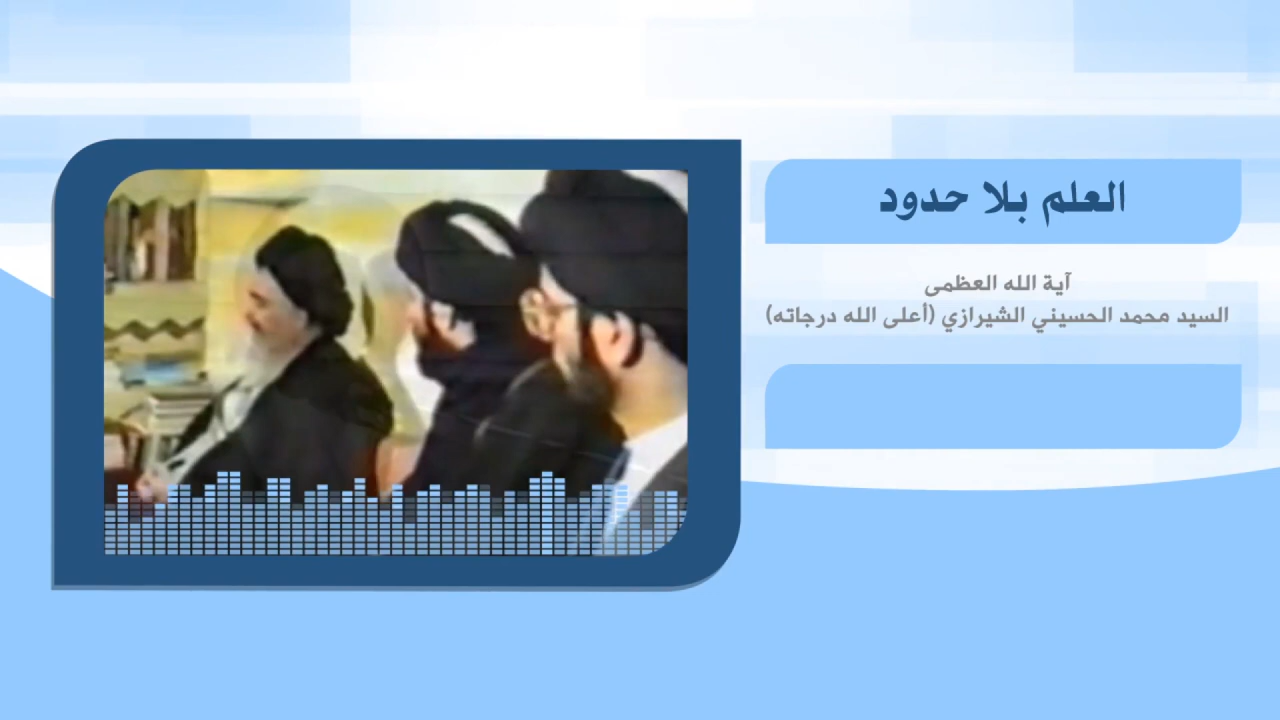 العلم بلا حدود
آية الله العظمى
السيد محمد الحسيني الشيرازي (أعلى الله درجاته)